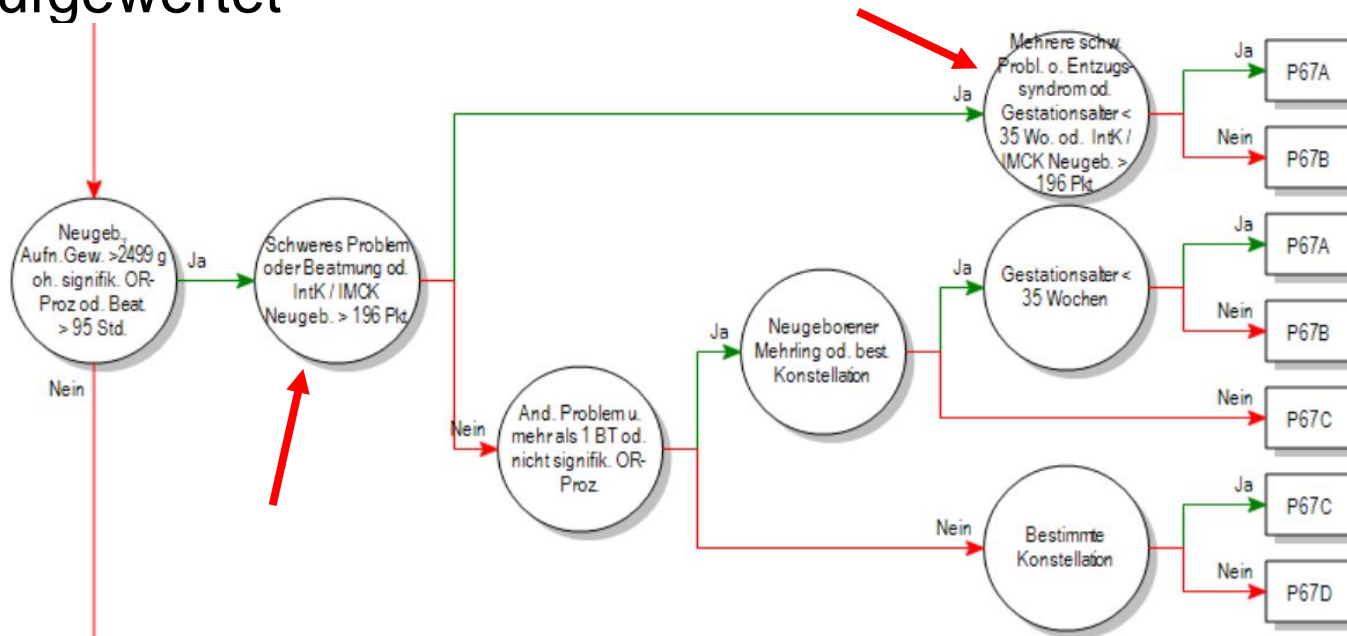 ufgewertet
Mehrere schw.
Probl. o. Entzugs-
syndrom od.
Gestationsalter <
35 Wo. od. IntK /
IMCK Neugeb. >
196 Pkt
Ja
Ja
P67A
Nein
P67B
Neugeb.,
Aufn.Gew. >2499 g
oh. signifik. OR-
Proz od. Beat.
> 95 Std.
Ja
Nein
Schweres Problem
oder Beatmung od.
IntK / IMCK
Neugeb. > 196 Pkt
Nein
And. Problem u.
mehr als 1 BT od.
nicht signifik. OR-
Proz.
Ja
Neugeborener
Mehrling od. best.
Konstellation
Ja
Gestationsalter <
35 Wochen
Ja
P67A
Nein
P67B
Nein
P67C
Nein
Bestimmte
Konstellation
Ja
P67C
Nein
P67D